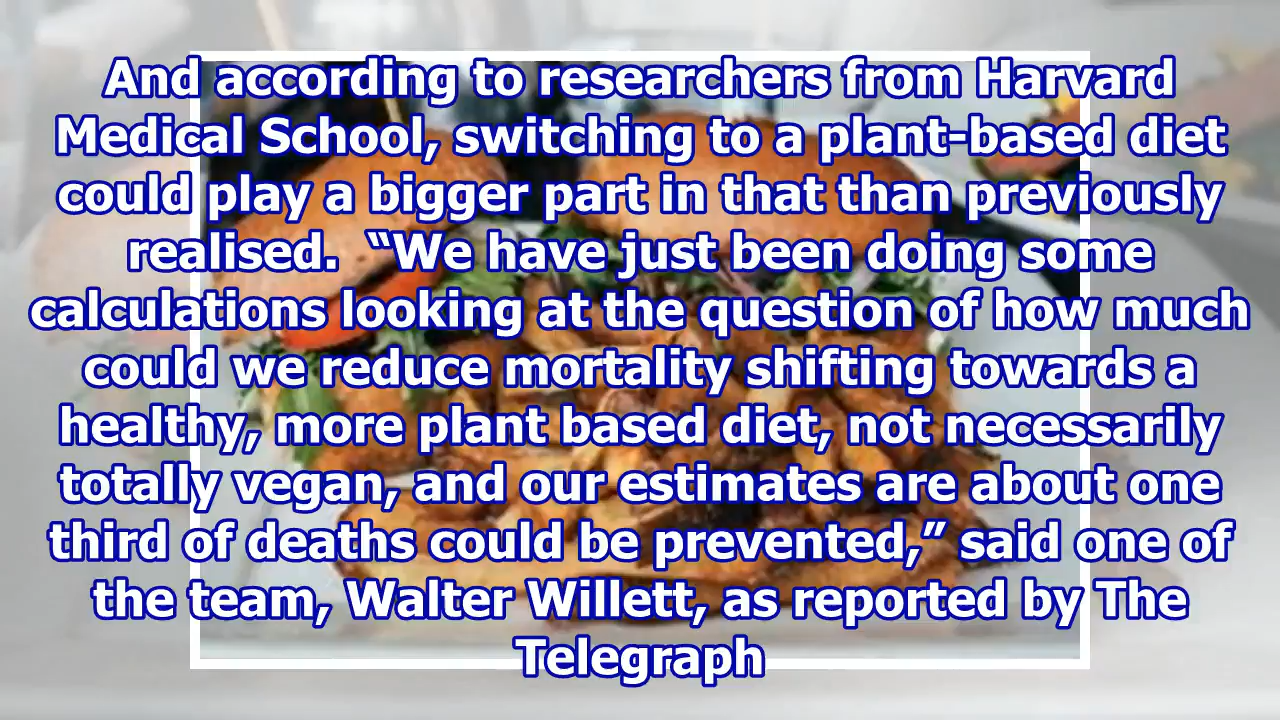 And according to researchers from Harvard
Medical School, switching to a plant-based diet
could play a bigger part in that than previously
realised.  “We have just been doing some
calculations looking at the question of how much
could we reduce mortality shifting towards a
healthy, more plant based diet, not necessarily
totally vegan, and our estimates are about one
third of deaths could be prevented,” said one of
the team, Walter Willett, as reported by The
Telegraph